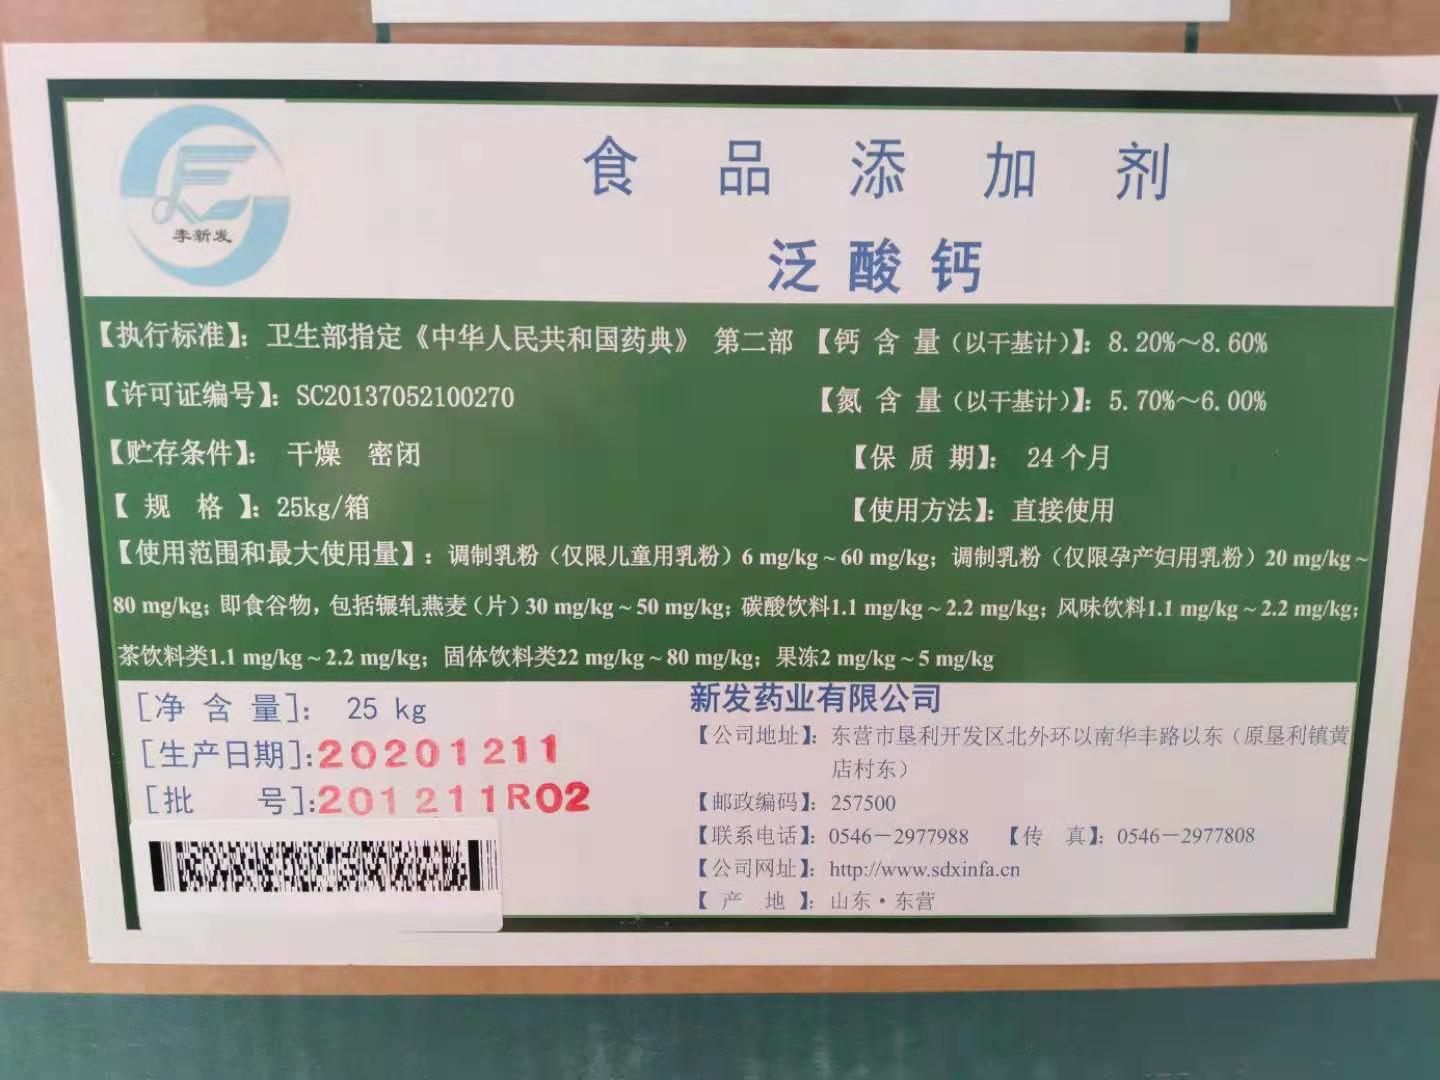 李新发
食品添加剂
泛酸钙
【执行标准】：卫生部指定《中华人民共和国药典》 第二部 【钙含量（以干基计）】：8.20%～8.60%
【许可证编号】：SC20137052100270 【氮含量（以干基计）】：5.70%～6.00%
【贮存条件】： 干燥 密闭 【保质期】： 24个月
【规格】：25kg/箱 【使用方法】：直接使用
【使用范围和最大使用量】：调制乳粉（仅限儿童用乳粉）6 mg/kg ~ 60 mg/kg；调制乳粉（仅限孕产妇用乳粉）20 mg/kg ~
80 mg/kg；即食谷物，包括辗轧燕麦（片）30 mg/kg ~ 50 mg/kg；碳酸饮料1.1 mg/kg ~ 2.2 mg/kg；风味饮料1.1 mg/kg ~ 2.2 mg/kg；
茶饮料类1.1 mg/kg ~ 2.2 mg/kg；固体饮料类22 mg/kg ~ 80 mg/kg；果冻2 mg/kg ~ 5 mg/kg
[净含量]： 25 kg
[生产日期]:20201211
[批号]:201211R02
新发药业有限公司
【公司地址】：东营市垦利开发区北外环以南华丰路以东（原垦利镇黄
店村东）
【邮政编码】：257500
【联系电话】：0546－2977988 【传真】：0546－2977808
【公司网址】：http://www.sdxinfa.cn
【产地】：山东·东营